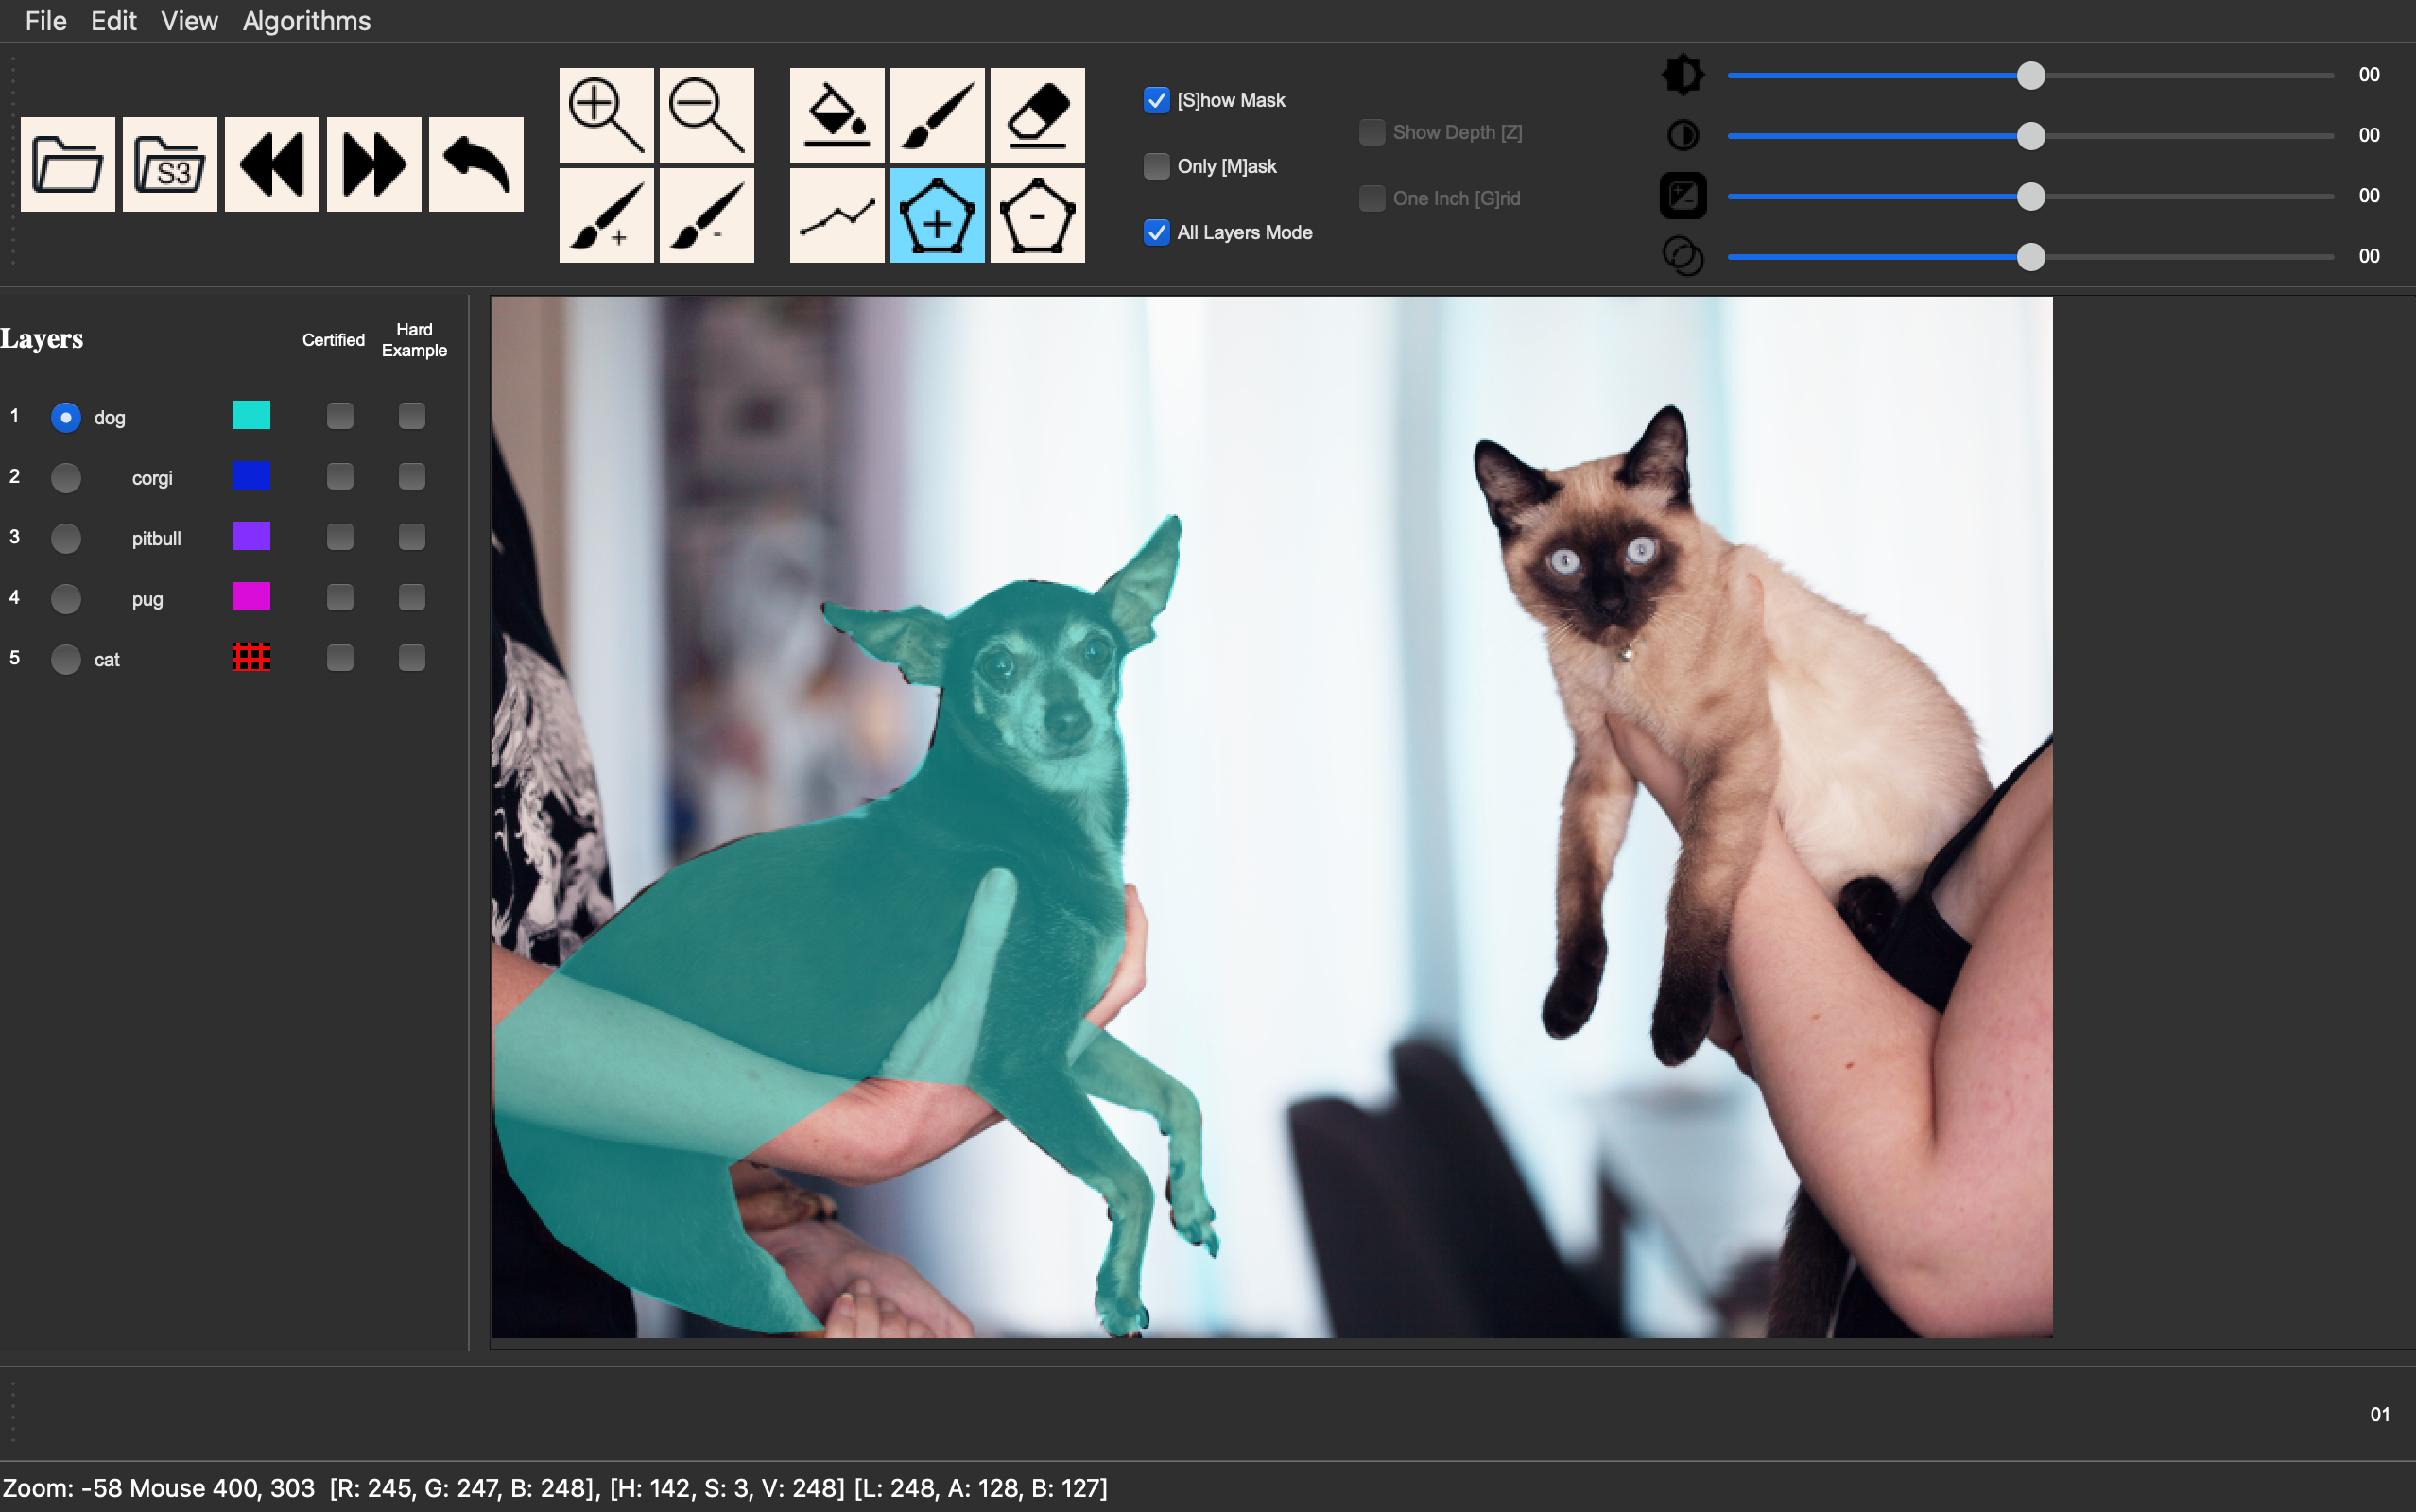 File Edit View Algorithms
S3
[S]how Mask
Only [M]ask
All Layers Mode
Show Depth [Z]
One Inch [G]rid
00
00
00
00
Layers Certified Hard Example
1 dog
2 corgi
3 pitbull
4 pug
5 cat
01
Zoom: -58 Mouse 400, 303 [R: 245, G: 247, B: 248], [H: 142, S: 3, V: 248] [L: 248, A: 128, B: 127]